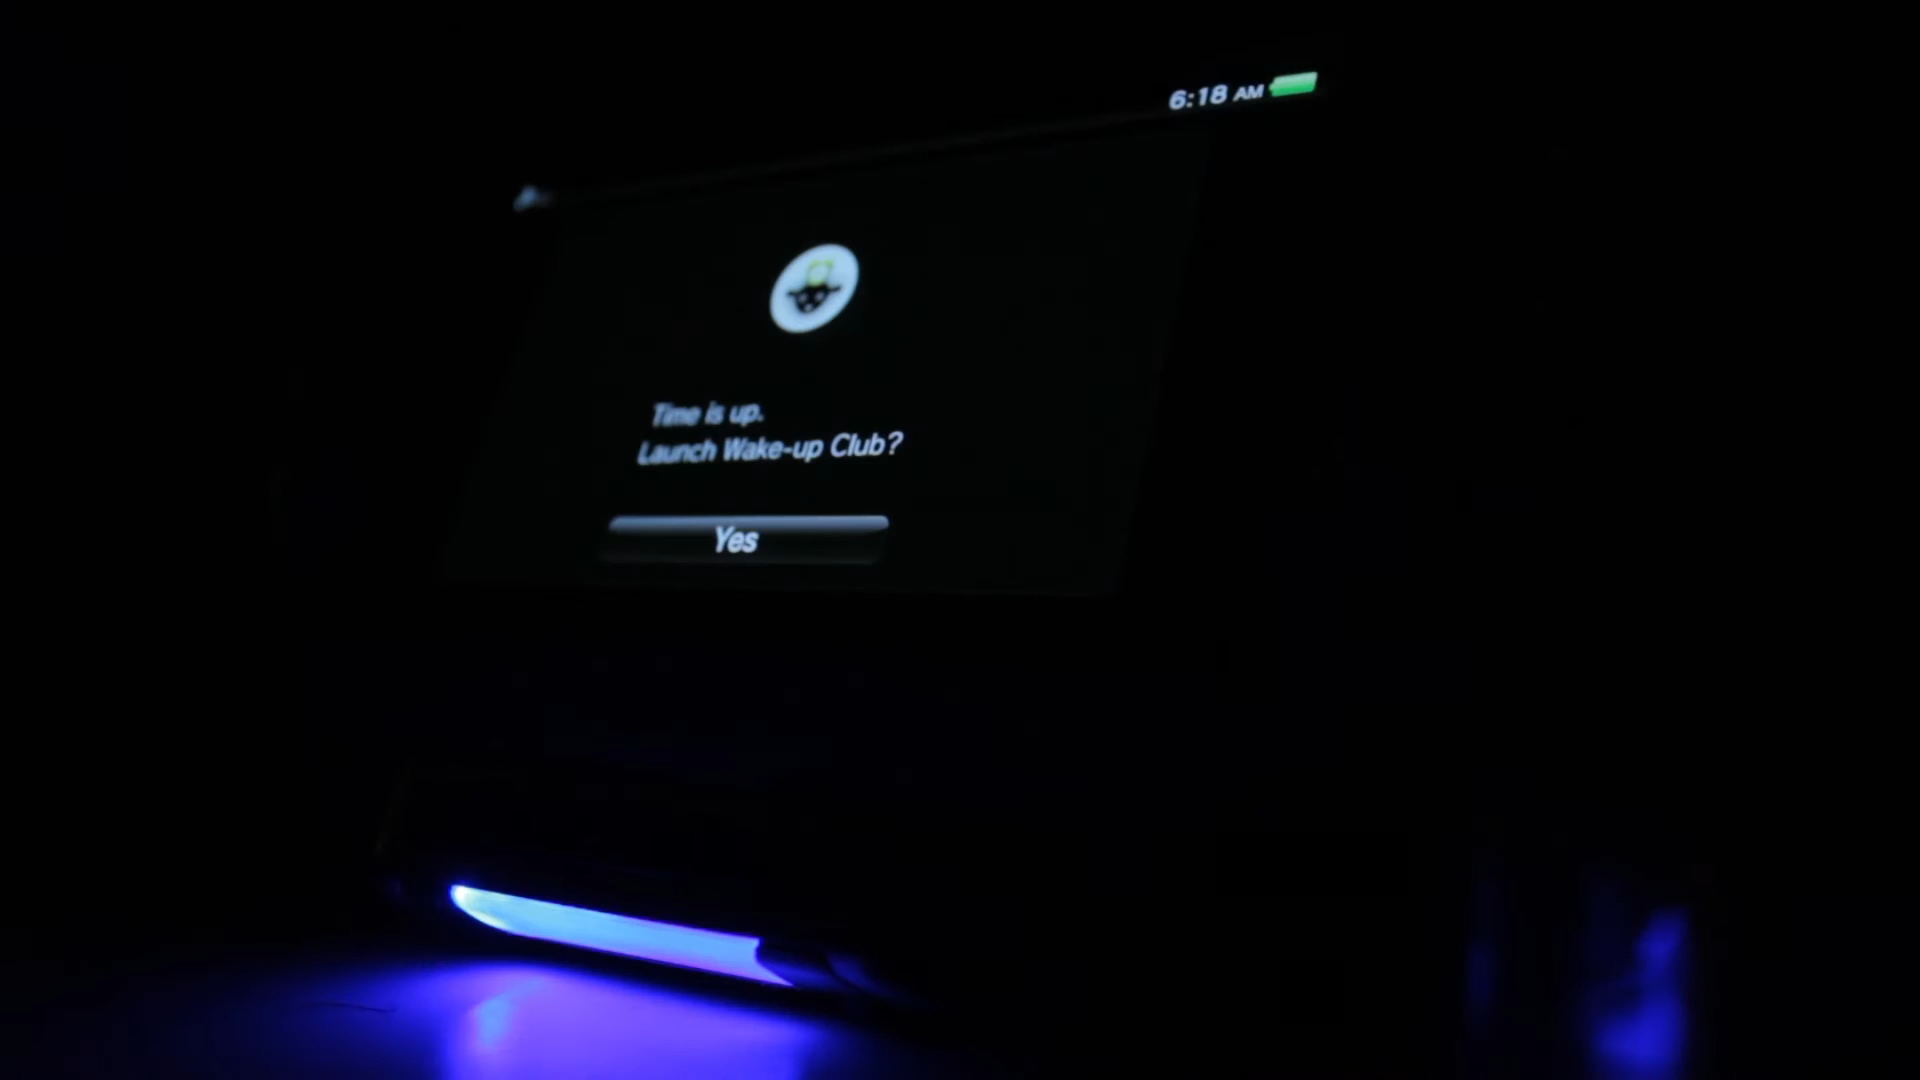 6:18 AM
Time is up.
Launch Wake-up Club?
Yes